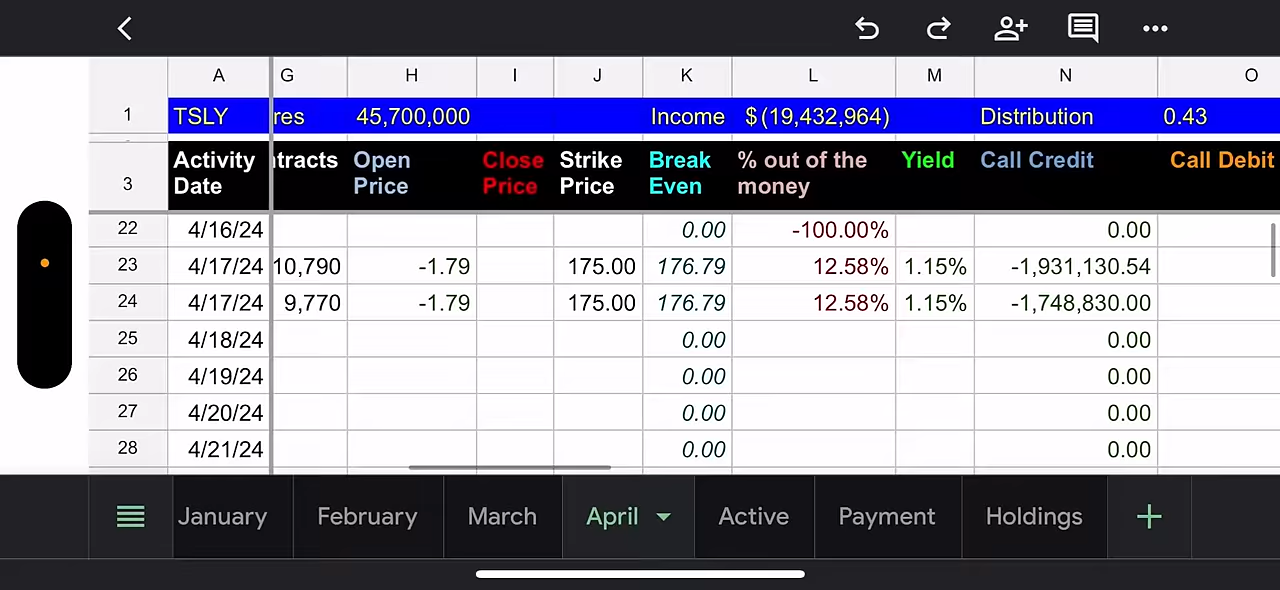 A G H I J K L M N O
1 TSLY res 45,700,000 Income $(19,432,964) Distribution 0.43
3 Activity Date ntracts Open Price Close Price Strike Price Break Even % out of the money Yield Call Credit Call Debit
22 4/16/24 0.00 -100.00% 0.00
23 4/17/24 10,790 -1.79 175.00 176.79 12.58% 1.15% -1,931,130.54
24 4/17/24 9,770 -1.79 175.00 176.79 12.58% 1.15% -1,748,830.00
25 4/18/24 0.00 0.00
26 4/19/24 0.00 0.00
27 4/20/24 0.00 0.00
28 4/21/24 0.00 0.00
January February March April Active Payment Holdings